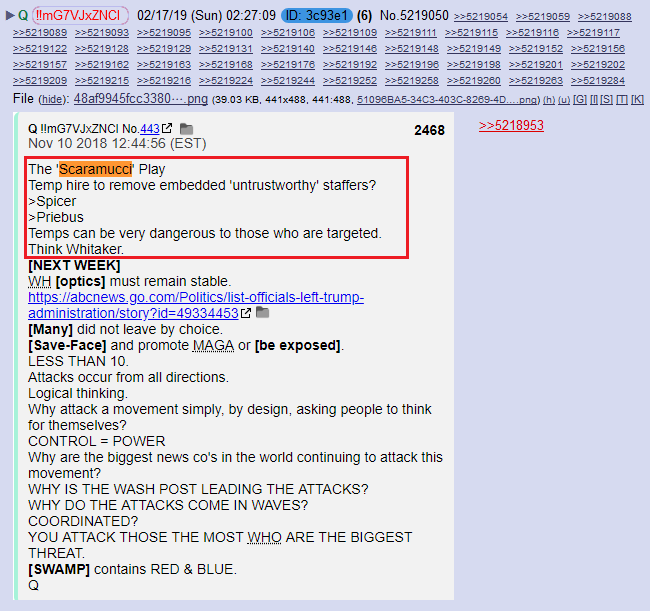 ▶ Q !!mG7VJxZNCI 02/17/19 (Sun) 02:27:09 ID: 3c93e1 (6) No.5219050 >>5219054 >>5219059 >>5219088
>>5219089 >>5219093 >>5219095 >>5219100 >>5219106 >>5219109 >>5219111 >>5219115 >>5219116 >>5219117
>>5219122 >>5219128 >>5219129 >>5219131 >>5219140 >>5219146 >>5219148 >>5219149 >>5219152 >>5219156
>>5219157 >>5219162 >>5219163 >>5219168 >>5219176 >>5219192 >>5219196 >>5219198 >>5219201 >>5219202
>>5219209 >>5219215 >>5219216 >>5219224 >>5219244 >>5219252 >>5219258 >>5219260 >>5219263 >>5219284
File (hide): 48af9945fcc3380⋯.png (39.03 KB, 441x488, 441:488, 51096BA5-34C3-403C-8269-4D….png) (h) (u) [G] [I][S] [T] [K]
Q !!mG7VJxZNCI No.443 2468 >>5218953
Nov 10 2018 12:44:56 (EST)
The 'Scaramucci' Play
Temp hire to remove embedded 'untrustworthy' staffers?
>Spicer
>Priebus
Temps can be very dangerous to those who are targeted.
Think Whitaker.
[NEXT WEEK]
WH [optics] must remain stable.
https://abcnews.go.com/Politics/list-officials-left-trump-
administration/story?id=49334453
[Many] did not leave by choice.
[Save-Face] and promote MAGA or [be exposed].
LESS THAN 10.
Attacks occur from all directions.
Logical thinking.
Why attack a movement simply, by design, asking people to think
for themselves?
CONTROL = POWER
Why are the biggest news co's in the world continuing to attack this
movement?
WHY IS THE WASH POST LEADING THE ATTACKS?
WHY DO THE ATTACKS COME IN WAVES?
COORDINATED?
YOU ATTACK THOSE THE MOST WHO ARE THE BIGGEST
THREAT.
[SWAMP] contains RED & BLUE.
Q